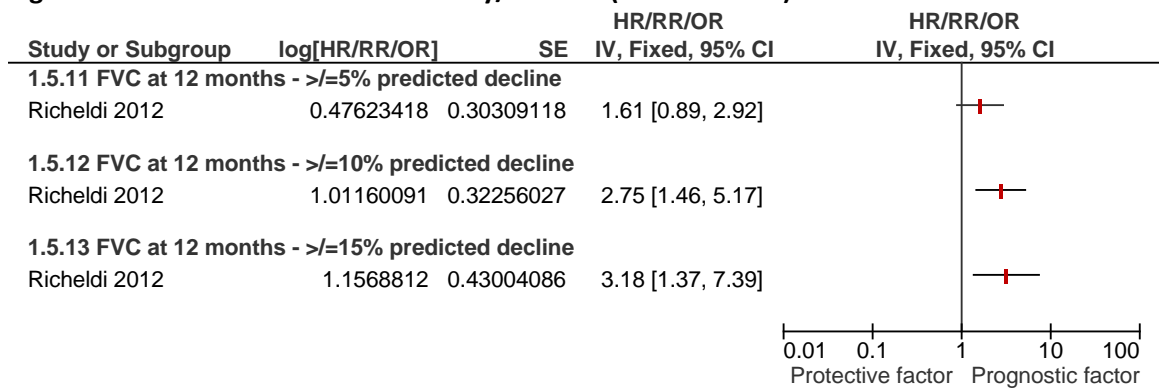 HR/RR/OR HR/RR/OR
Study or Subgroup log[HR/RR/OR] SE IV, Fixed, 95% CI IV, Fixed, 95% CI
1.5.11 FVC at 12 months - >/=5% predicted decline
Richeldi 2012 0.47623418 0.30309118 1.61 [0.89, 2.92]
1.5.12 FVC at 12 months - >/=10% predicted decline
Richeldi 2012 1.01160091 0.32256027 2.75 [1.46, 5.17]
1.5.13 FVC at 12 months - >/=15% predicted decline
Richeldi 2012 1.1568812 0.43004086 3.18 [1.37, 7.39]
0.01 0.1 1 10 100
Protective factor Prognostic factor